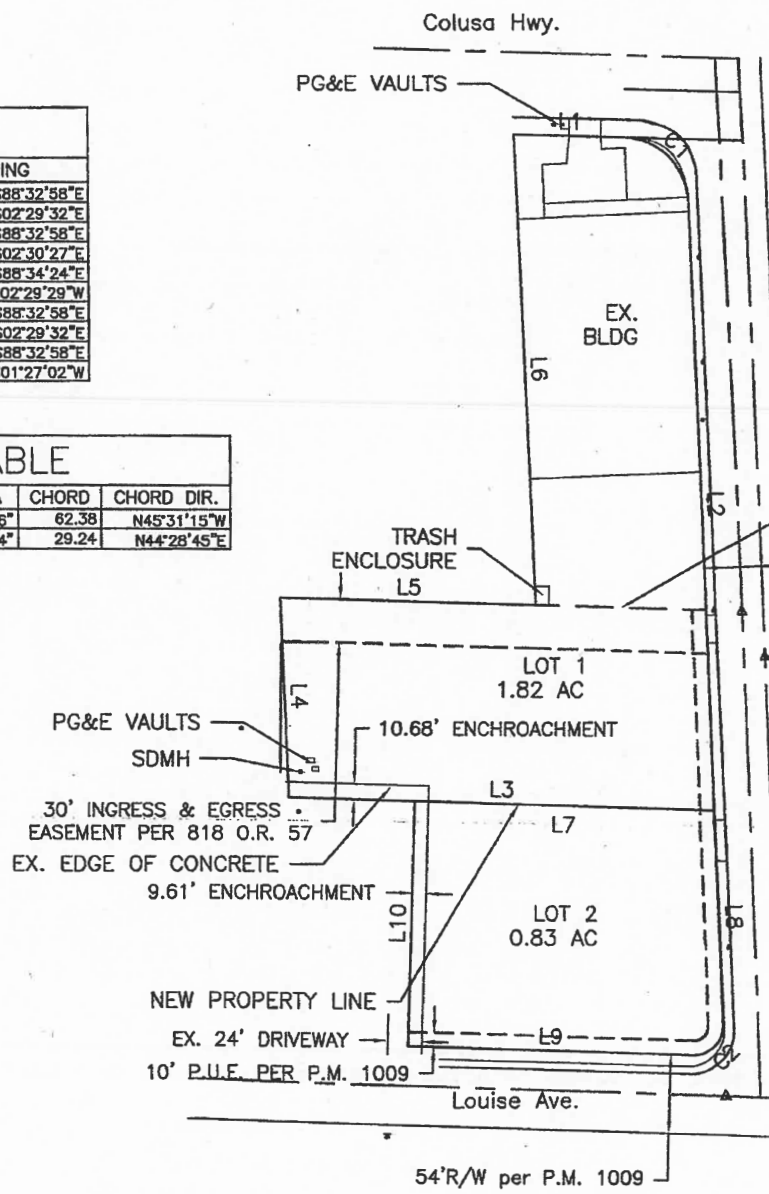 Colusa Hwy.
PG&E VAULTS
L1
C1
ING
S88°32'58"E
S02°29'32"E
S88°32'58"E
S02°30'27"E
S88°34'24"E
02°29'29"W
S88°32'58"E
S02°29'32"E
S88°32'58"E
01°27'02"W
EX.
BLDG
L6
L2
ABLE
CHORD
CHORD DIR.
6"
62.38
N45°31'15"W
4"
29.24
N44°28'45"E
TRASH
ENCLOSURE
L5
LOT 1
1.82 AC
L4
PG&E VAULTS
10.68' ENCHROACHMENT
SDMH
L3
30' INGRESS & EGRESS
EASEMENT PER 818 O.R. 57
L7
EX. EDGE OF CONCRETE
9.61' ENCHROACHMENT
L10
LOT 2
0.83 AC
L8
NEW PROPERTY LINE
EX. 24' DRIVEWAY
L9
10' P.U.E. PER P.M. 1009
C2
Louise Ave.
54'R/W per P.M. 1009